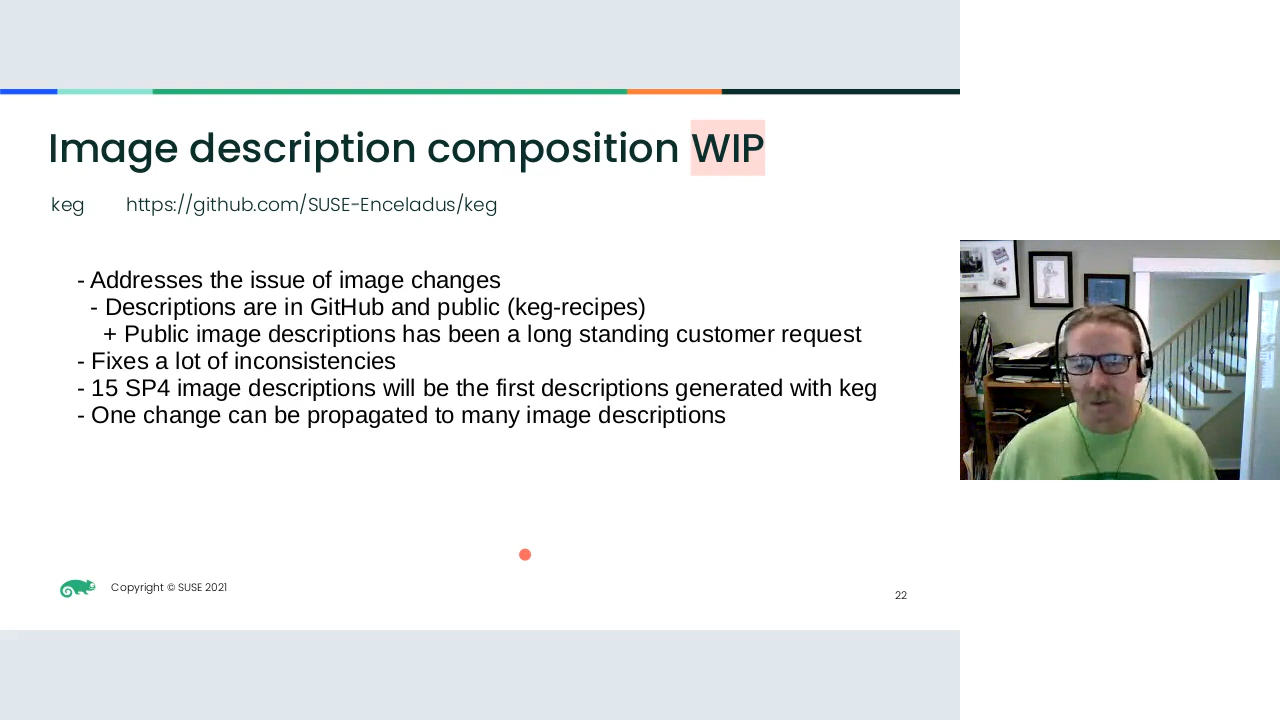 Image description composition WIP
keg https://github.com/SUSE-Enceladus/keg
- Addresses the issue of image changes
- Descriptions are in GitHub and public (keg-recipes)
+ Public image descriptions has been a long standing customer request
- Fixes a lot of inconsistencies
- 15 SP4 image descriptions will be the first descriptions generated with keg
- One change can be propagated to many image descriptions
Copyright © SUSE 2021
22